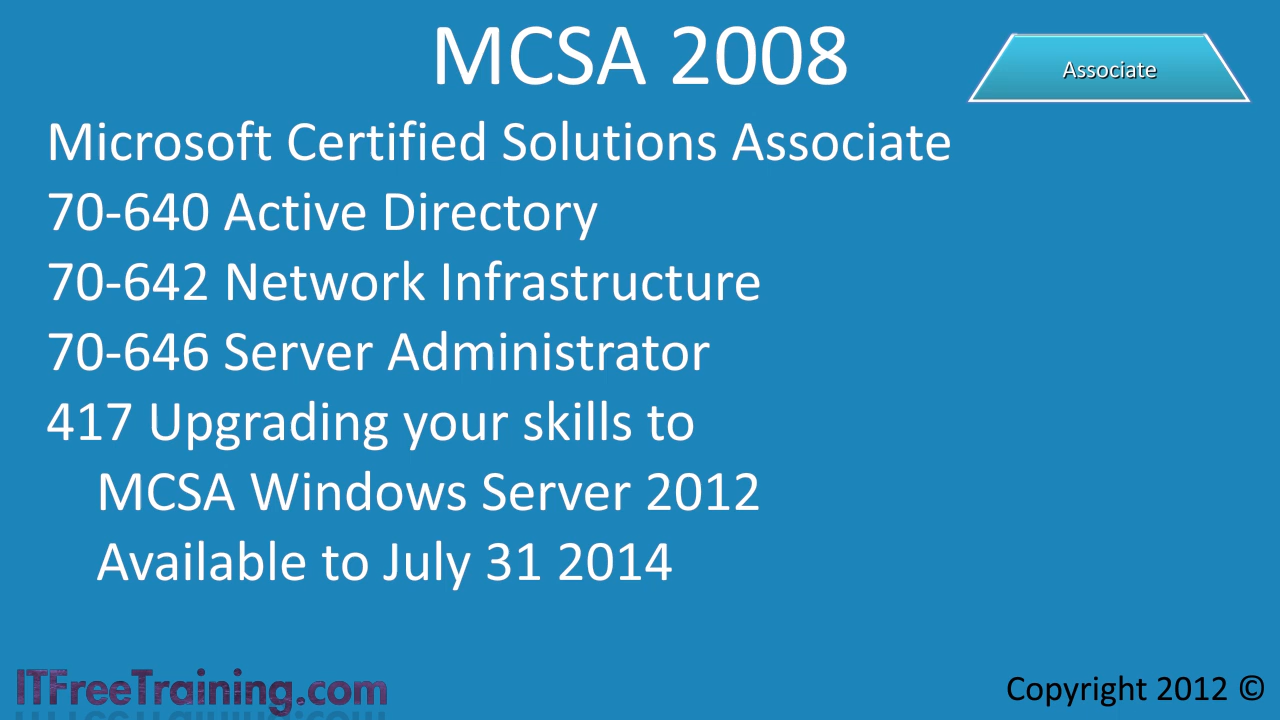 MCSA 2008
Associate
Microsoft Certified Solutions Associate
70-640 Active Directory
70-642 Network Infrastructure
70-646 Server Administrator
417 Upgrading your skills to
MCSA Windows Server 2012
Available to July 31 2014
ITFreeTraining.com
Copyright 2012 ©